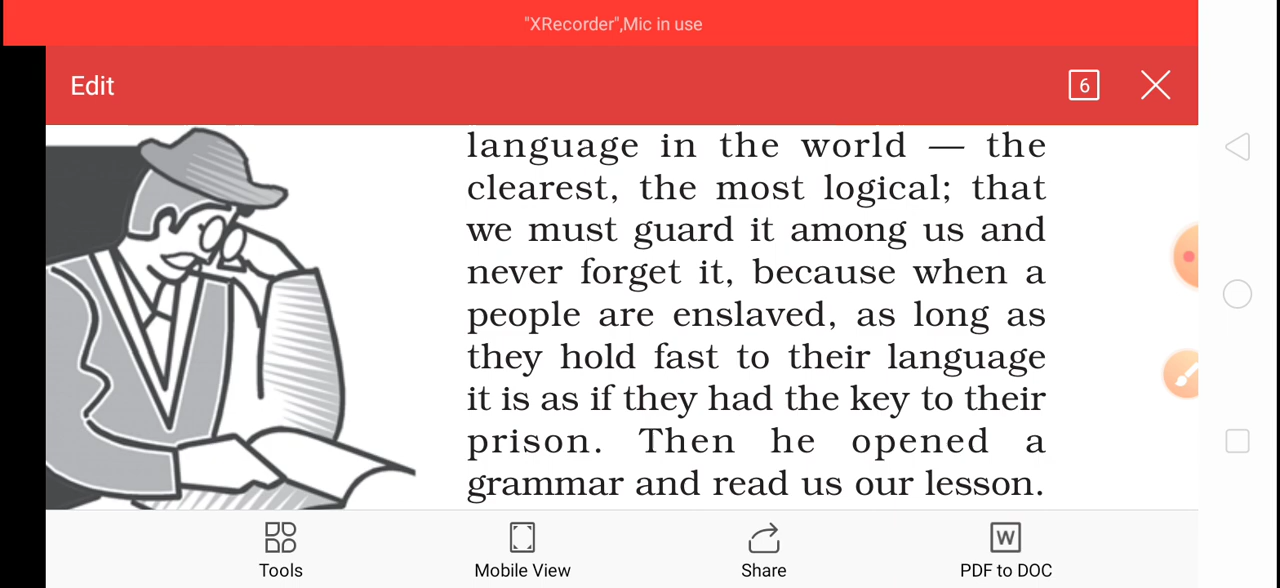 "XRecorder",Mic in use
Edit
6
language in the world — the
clearest, the most logical; that
we must guard it among us and
never forget it, because when a
people are enslaved, as long as
they hold fast to their language
it is as if they had the key to their
prison. Then he opened a
grammar and read us our lesson.
W
Tools
Mobile View
Share
PDF to DOC